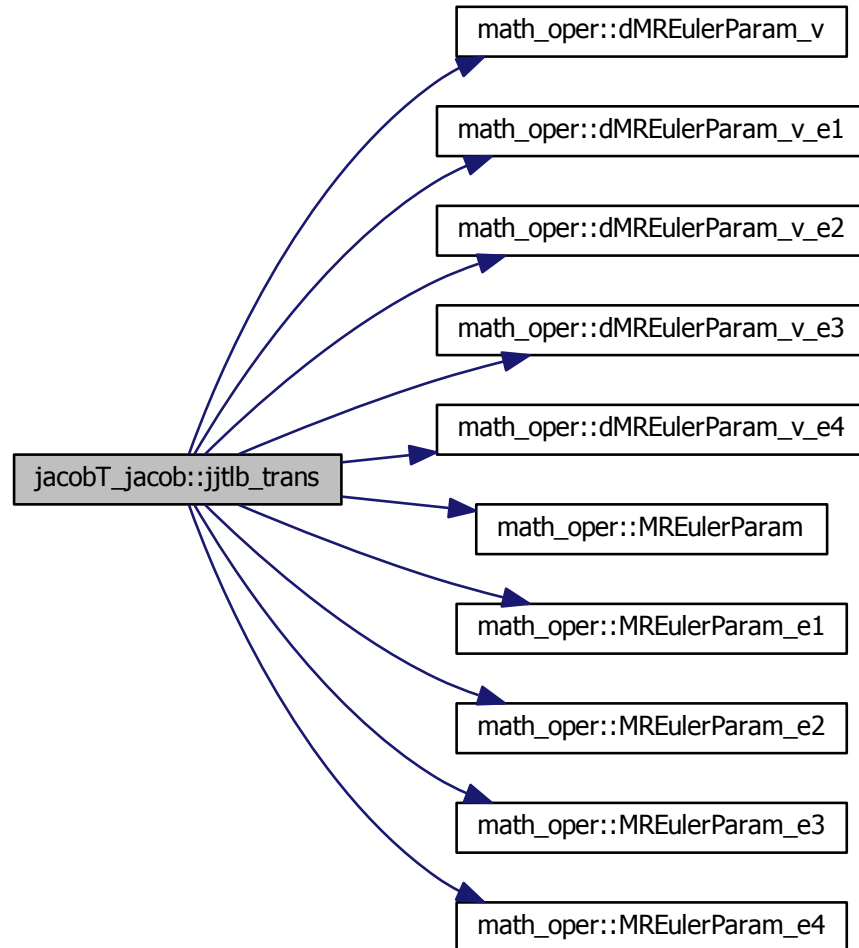 math_oper::dMREulerParam_v
math_oper::dMREulerParam_v_e1
math_oper::dMREulerParam_v_e2
math_oper::dMREulerParam_v_e3
math_oper::dMREulerParam_v_e4
jacobT_jacob::jjtlb_trans
math_oper::MREulerParam
math_oper::MREulerParam_e1
math_oper::MREulerParam_e2
math_oper::MREulerParam_e3
math_oper::MREulerParam_e4